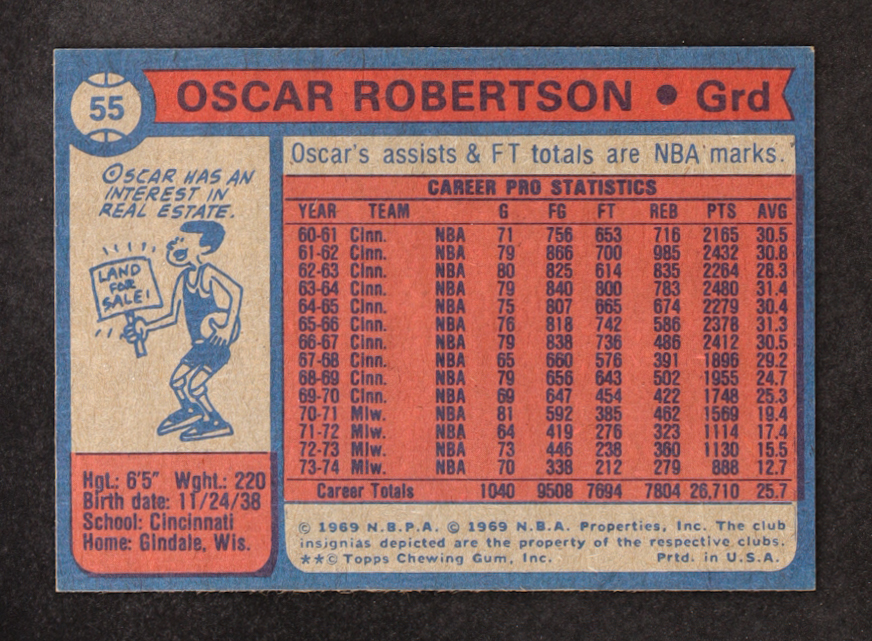 55
OSCAR ROBERTSON • Grd
OSCAR HAS AN
INTEREST IN
REAL ESTATE.
LAND
FOR
SALE!
Hgt.: 6'5" Wght.: 220
Birth date: 11/24/38
School: Cincinnati
Home: Glndale, Wis.
Oscar's assists & FT totals are NBA marks.
CAREER PRO STATISTICS
YEAR TEAM G FG FT REB PTS AVG
60-61 Cinn. NBA 71 756 653 716 2165 30.5
61-62 Cinn. NBA 79 866 700 985 2432 30.8
62-63 Cinn. NBA 80 825 614 835 2264 28.3
63-64 Cinn. NBA 79 840 800 783 2480 31.4
64-65 Cinn. NBA 75 807 665 674 2279 30.4
65-66 Cinn. NBA 76 818 742 586 2378 31.3
66-67 Cinn. NBA 79 838 736 486 2412 30.5
67-68 Cinn. NBA 65 660 576 391 1896 29.2
68-69 Cinn. NBA 79 656 643 502 1955 24.7
69-70 Cinn. NBA 69 647 454 422 1748 25.3
70-71 Mlw. NBA 81 592 385 462 1569 19.4
71-72 Mlw. NBA 64 419 276 323 1114 17.4
72-73 Mlw. NBA 73 446 238 360 1130 15.5
73-74 Mlw. NBA 70 338 212 279 888 12.7
Career Totals 1040 9508 7694 7804 26,710 25.7
© 1969 N.B.P.A. © 1969 N.B.A. Properties, Inc. The club
insignias depicted are the property of the respective clubs.
**© Topps Chewing Gum, Inc. Prtd. in U.S.A.